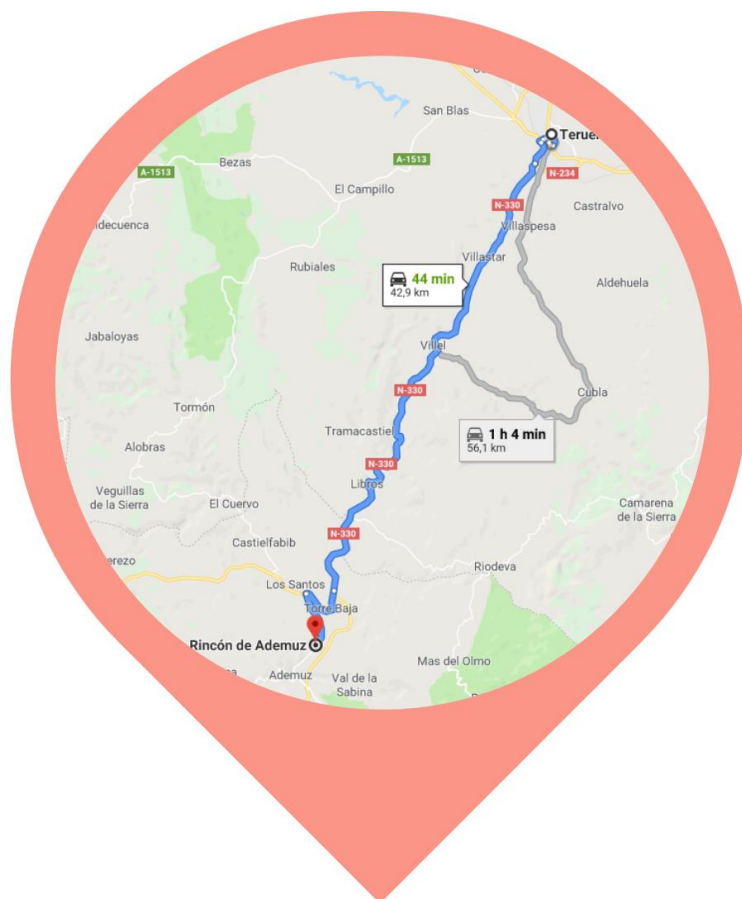 San Blas
Teruel
A-1513
Bezas
A-1513
N-234
El Campillo
N-330
Castralvo
Villaspesa
Rubiales
Villastar
44 min
42,9 km
Aldehuela
Jabaloyas
Villel
N-330
Cubla
Tormón
Tramacastiel
1 h 4 min
56,1 km
Alobras
N-330
Libros
Veguillas
de la Sierra
El Cuervo
Camarena
de la Sierra
N-330
Castielfabib
Riodeva
Los Santos
Torre Baja
Rincón de Ademuz
Mas del Olmo
Ademuz
Val de la
Sabina